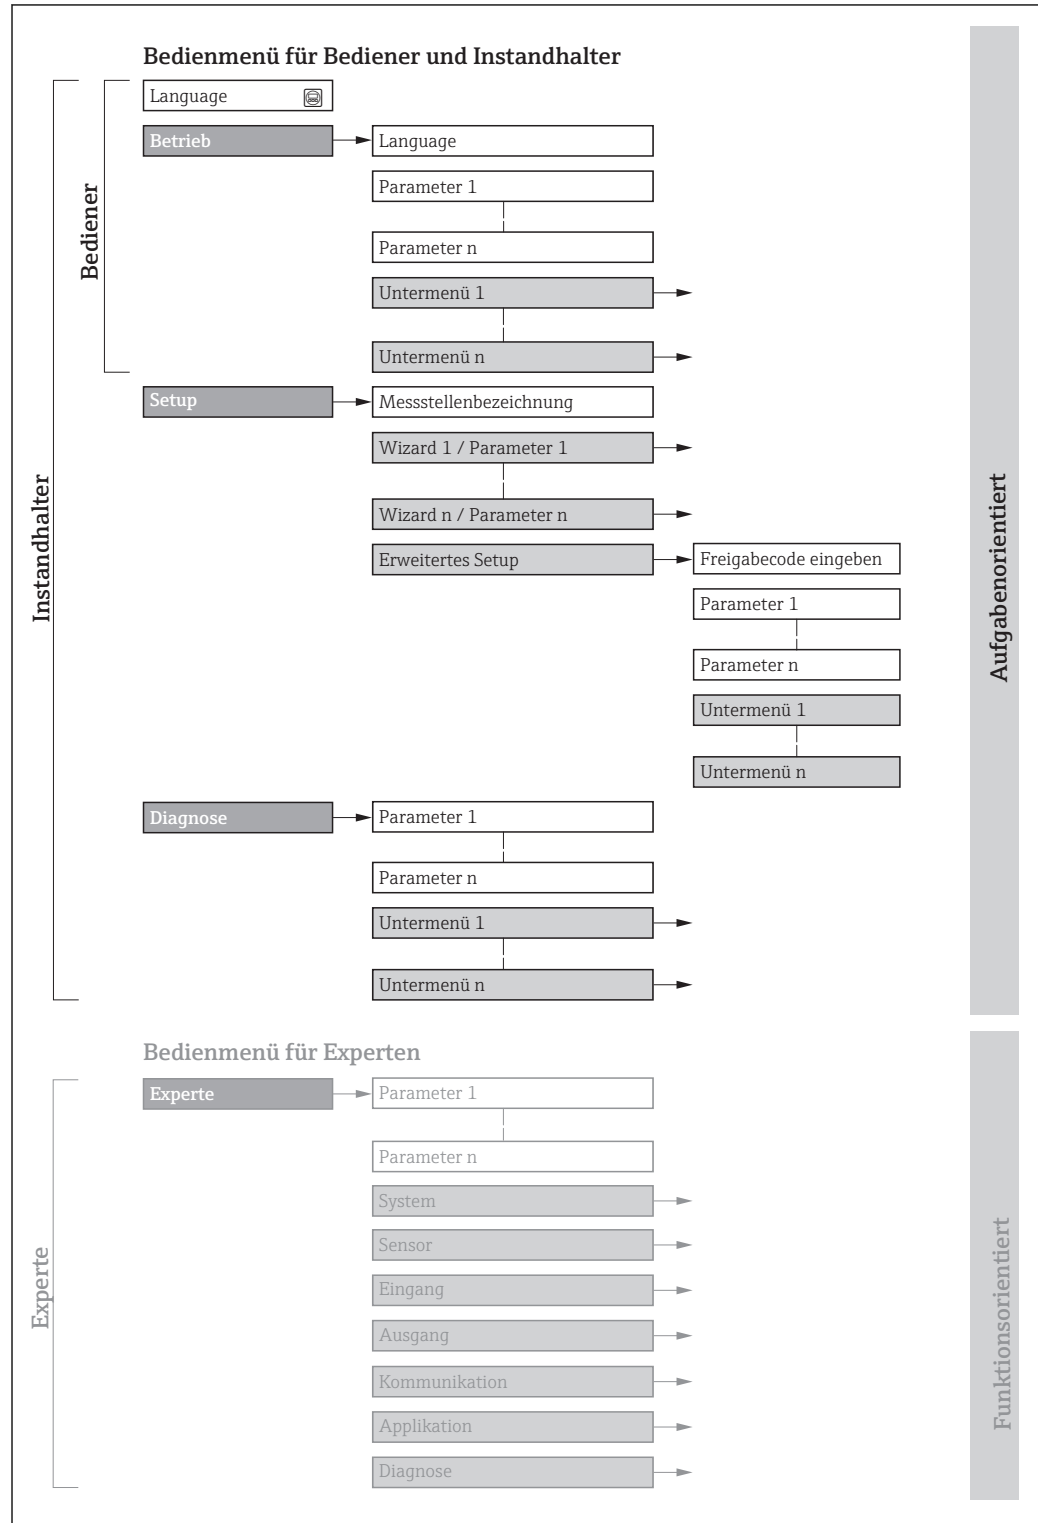 Bedienmenü für Bediener und Instandhalter
Language
Betrieb
Language
Parameter 1
Parameter n
Untermenü 1
Untermenü n
Bediener
Setup
Messstellenbezeichnung
Wizard 1 / Parameter 1
Wizard n / Parameter n
Erweitertes Setup
Freigabecode eingeben
Parameter 1
Parameter n
Untermenü 1
Untermenü n
Instandhalter
Aufgabenorientiert
Diagnose
Parameter 1
Parameter n
Untermenü 1
Untermenü n
Bedienmenü für Experten
Experte
Parameter 1
Parameter n
System
Sensor
Eingang
Ausgang
Kommunikation
Applikation
Diagnose
Experte
Funktionsorientiert